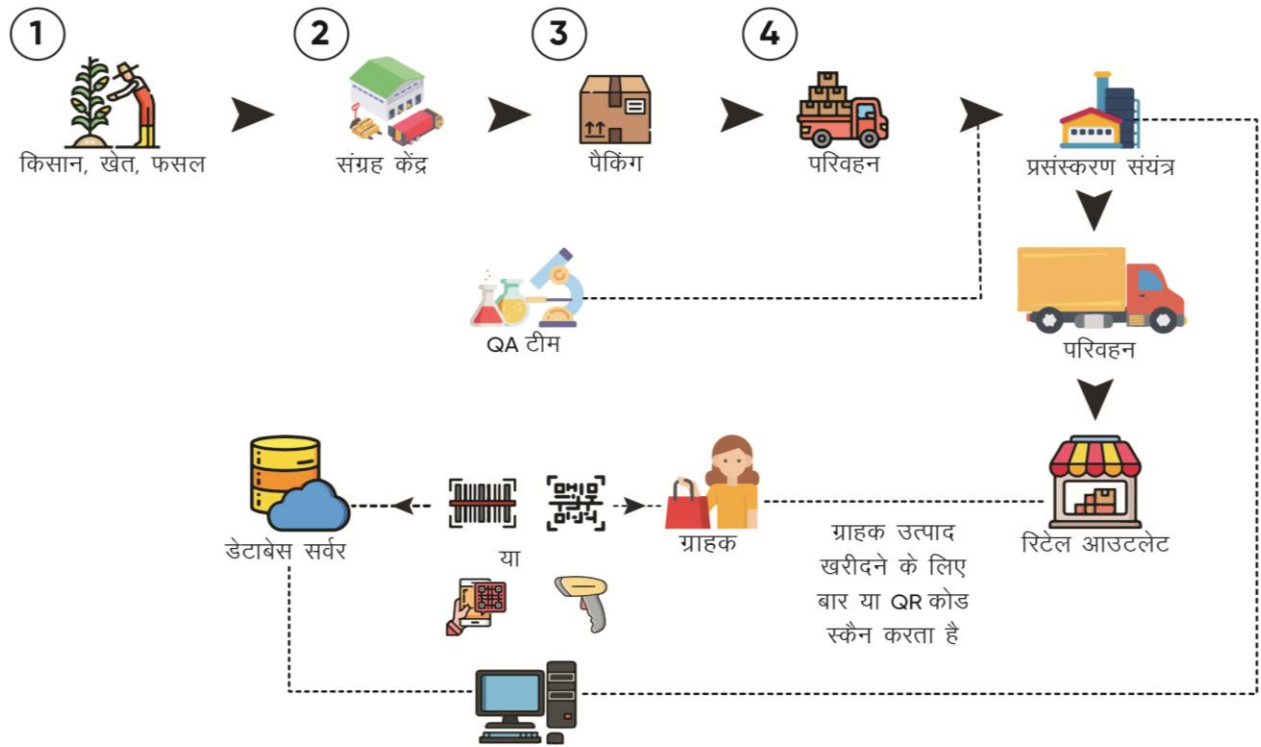 1
2
3
4
किसान, खेत, फसल
संग्रह केंद्र
पैकिंग
परिवहन
प्रसंस्करण संयंत्र
QA टीम
परिवहन
डेटाबेस सर्वर
या
ग्राहक
ग्राहक उत्पाद
खरीदने के लिए
बार या QR कोड
स्कैन करता है
रिटेल आउटलेट